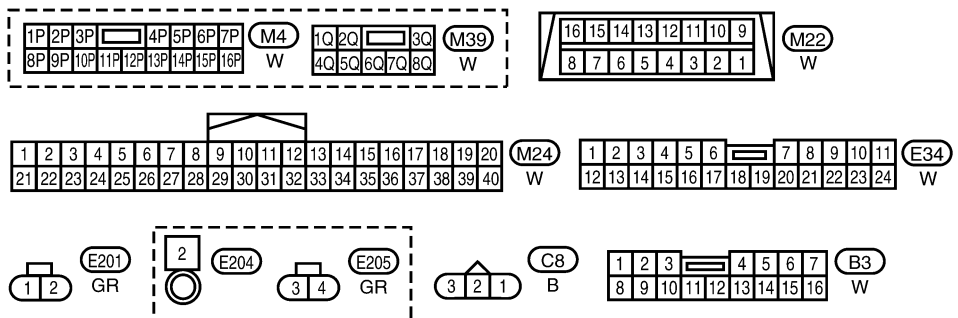 1P 2P 3P 4P 5P 6P 7P M4
8P 9P 10P 11P 12P 13P 14P 15P 16P W
1Q 2Q 3Q M39
4Q 5Q 6Q 7Q 8Q W
16 15 14 13 12 11 10 9 M22
8 7 6 5 4 3 2 1 W
1 2 3 4 5 6 7 8 9 10 11 12 13 14 15 16 17 18 19 20 M24
21 22 23 24 25 26 27 28 29 30 31 32 33 34 35 36 37 38 39 40 W
1 2 3 4 5 6 7 8 9 10 11 E34
12 13 14 15 16 17 18 19 20 21 22 23 24 W
1 2 E201
GR
2 E204
3 4 E205
GR
3 2 1 C8
B
1 2 3 4 5 6 7 B3
8 9 10 11 12 13 14 15 16 W